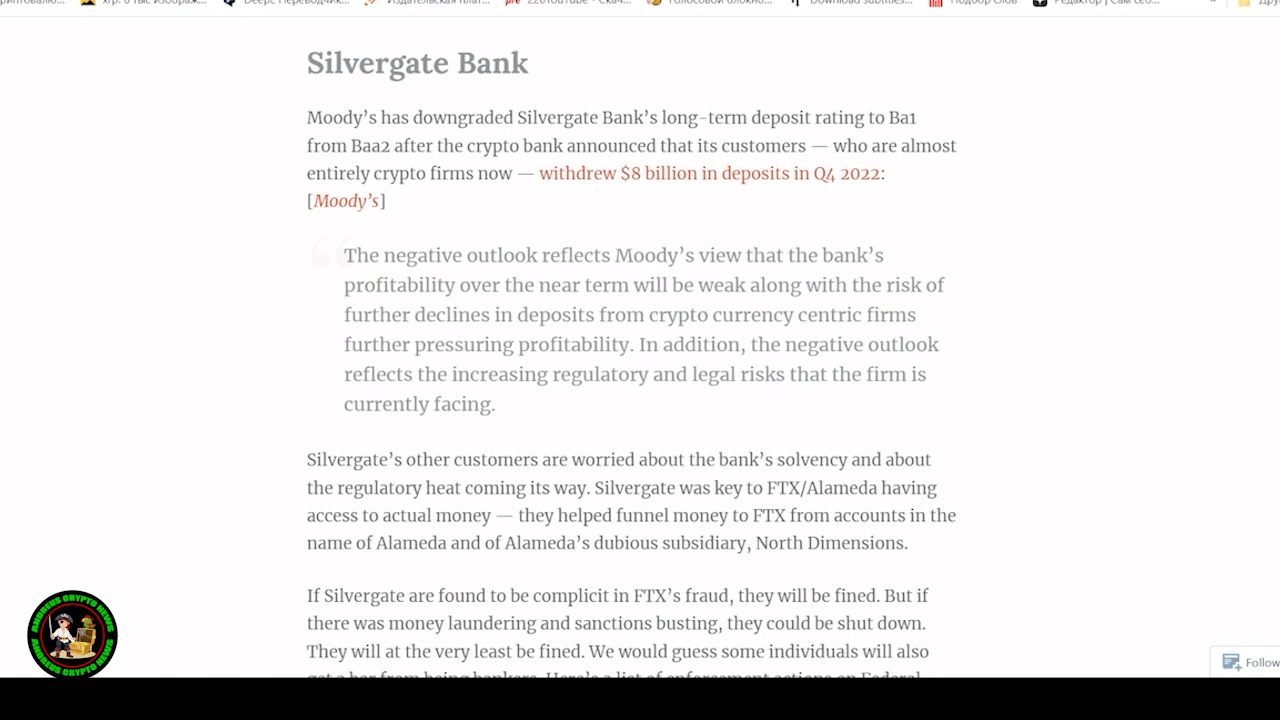 Silvergate Bank
Moody's has downgraded Silvergate Bank's long-term deposit rating to Ba1
from Baa2 after the crypto bank announced that its customers — who are almost
entirely crypto firms now — withdrew $8 billion in deposits in Q4 2022:
[Moody's]
“The negative outlook reflects Moody's view that the bank's
profitability over the near term will be weak along with the risk of
further declines in deposits from crypto currency centric firms
further pressuring profitability. In addition, the negative outlook
reflects the increasing regulatory and legal risks that the firm is
currently facing.
Silvergate's other customers are worried about the bank's solvency and about
the regulatory heat coming its way. Silvergate was key to FTX/Alameda having
access to actual money — they helped funnel money to FTX from accounts in the
name of Alameda and of Alameda's dubious subsidiary, North Dimensions.
If Silvergate are found to be complicit in FTX's fraud, they will be fined. But if
there was money laundering and sanctions busting, they could be shut down.
They will at the very least be fined. We would guess some individuals will also
ANDREUS CRYPTO NEWS
ANDREUS CRYPTO NEWS
Follow